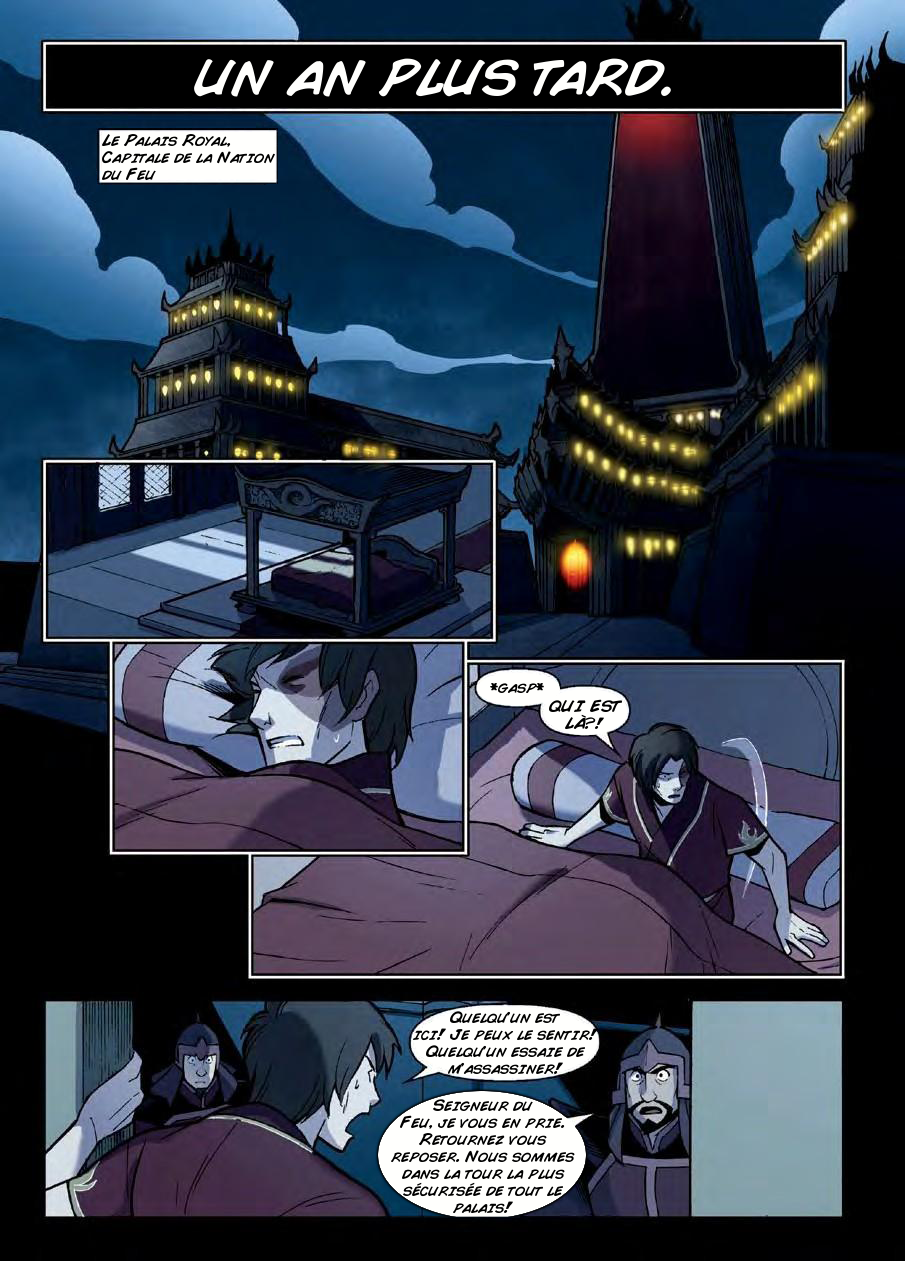 UN AN PLUS TARD.
LE PALAIS ROYAL,
CAPITALE DE LA NATION
DU FEU
*GASP*
QUI EST
LÀ?!
QUELQU'UN EST
ICI! JE PEUX LE SENTIR!
QUELQU'UN ESSAIE DE
M'ASSASSINER!
SEIGNEUR DU
FEU, JE VOUS EN PRIE.
RETOURNEZ VOUS
REPOSER. NOUS SOMMES
DANS LA TOUR LA PLUS
SÉCURISÉE DE TOUT LE
PALAIS!